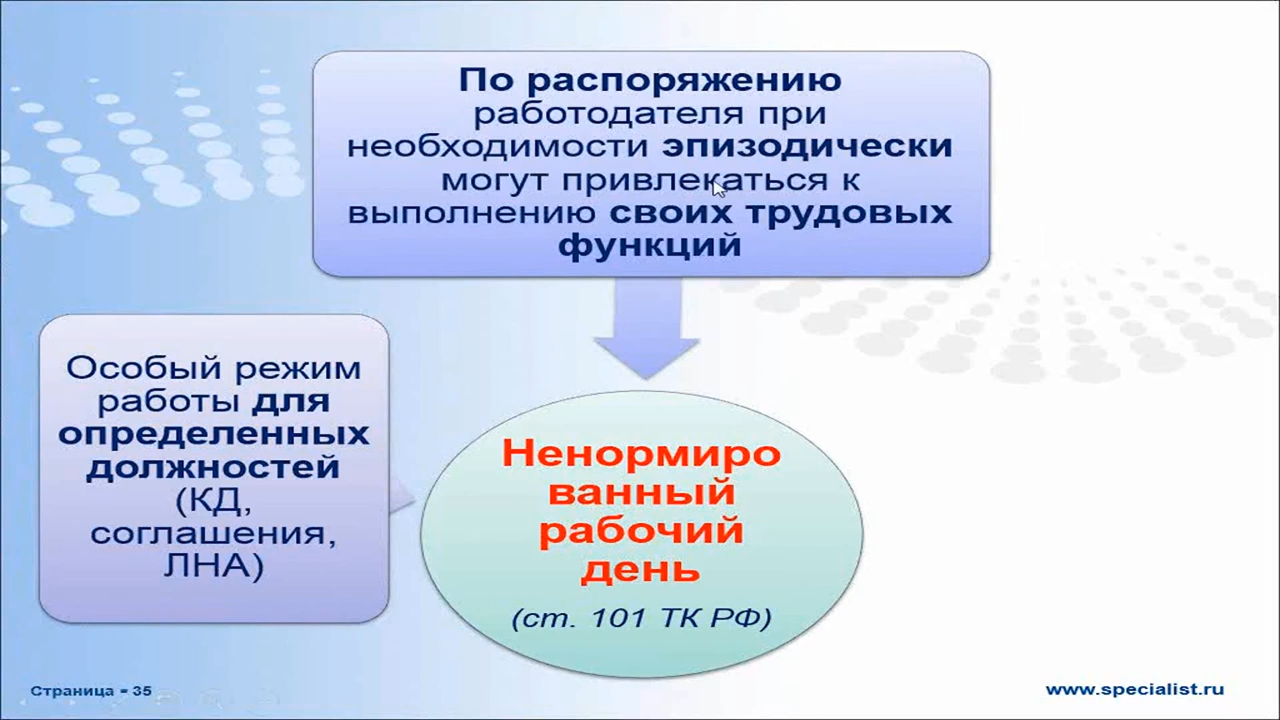 По распоряжению
работодателя при
необходимости эпизодически
могут привлекаться к
выполнению своих трудовых
функций
Особый режим
работы для
определенных
должностей
(КД,
соглашения,
ЛНА)
Ненормиро
ванный
рабочий
день
(ст. 101 ТК РФ)
Страница = 35
www.specialist.ru